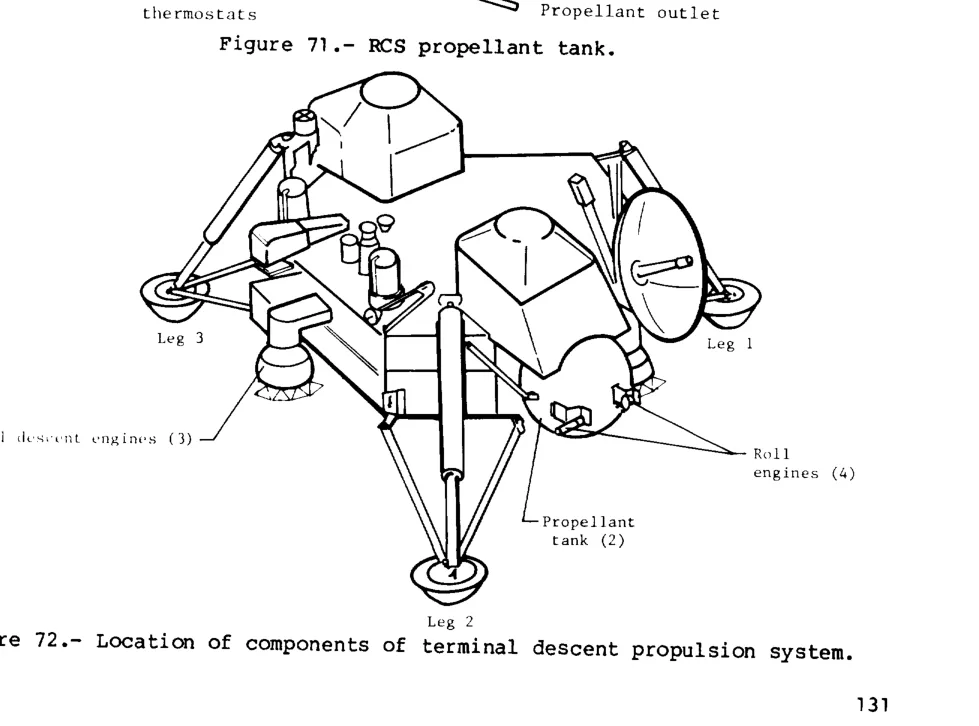 thermostats
Propellant outlet
Figure 71.- RCS propellant tank.
Leg 3
Leg 1
l descent engines (3)
Roll
engines (4)
Propellant
tank (2)
Leg 2
re 72.- Location of components of terminal descent propulsion system.
131